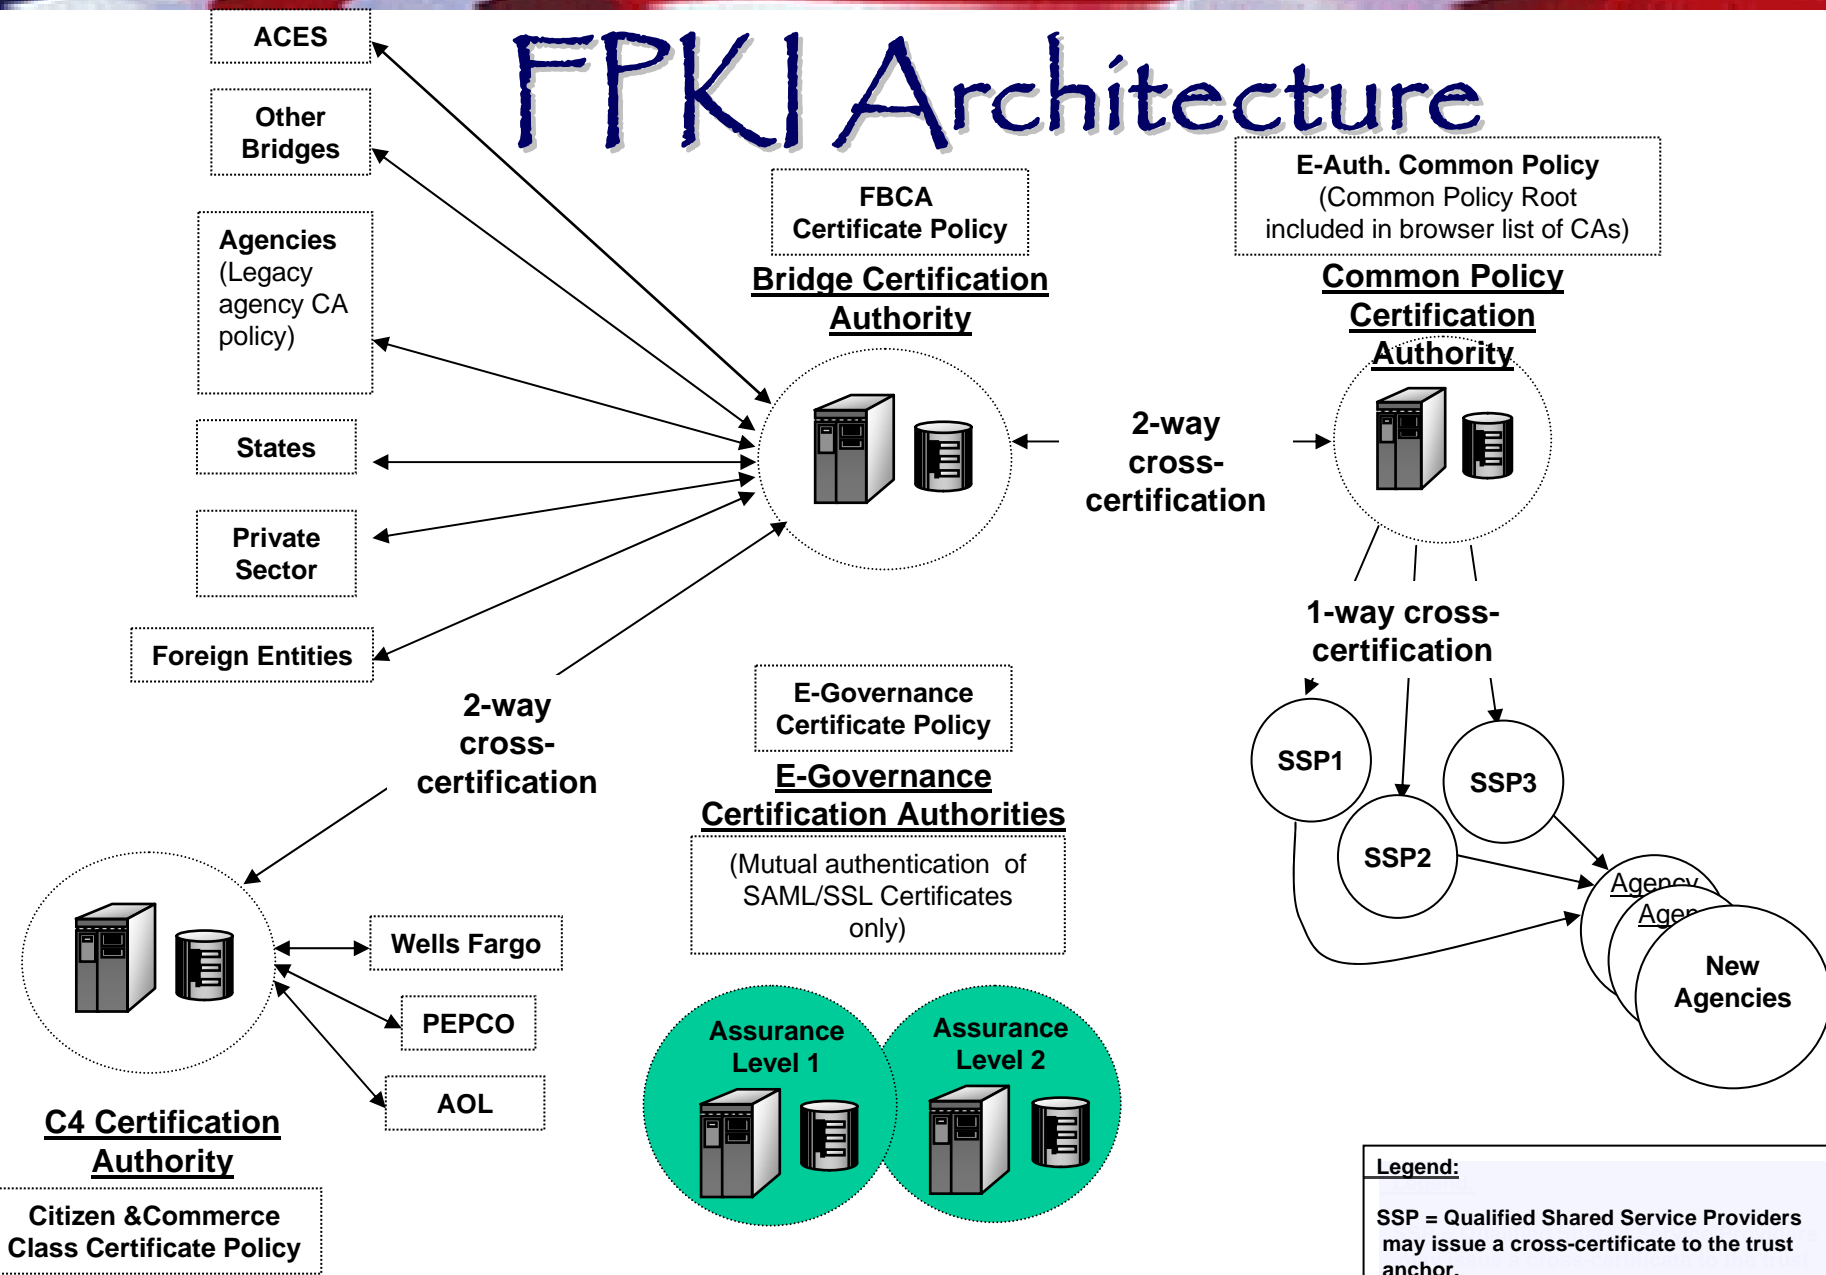 FPKI Architecture
ACES
Other
Bridges
Agencies
(Legacy
agency CA
policy)
States
Private
Sector
Foreign Entities
FBCA
Certificate Policy
Bridge Certification
Authority
E-Auth. Common Policy
(Common Policy Root
included in browser list of CAs)
Common Policy
Certification
Authority
2-way
cross-
certification
1-way cross-
certification
2-way
cross-
certification
E-Governance
Certificate Policy
E-Governance
Certification Authorities
(Mutual authentication of
SAML/SSL Certificates
only)
Assurance
Level 1
Assurance
Level 2
SSP1
SSP2
SSP3
Agency
Agen
New
Agencies
Wells Fargo
PEPCO
AOL
C4 Certification
Authority
Citizen &Commerce
Class Certificate Policy
Legend:
SSP = Qualified Shared Service Providers
may issue a cross-certificate to the trust
anchor.